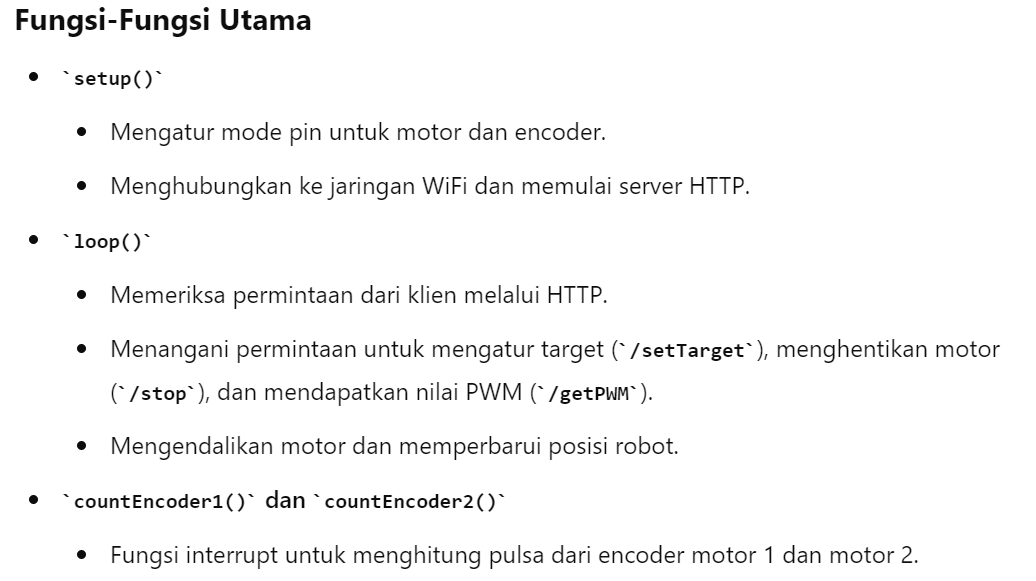 Fungsi-Fungsi Utama
• `setup()`
• Mengatur mode pin untuk motor dan encoder.
• Menghubungkan ke jaringan WiFi dan memulai server HTTP.
• `loop()`
• Memeriksa permintaan dari klien melalui HTTP.
• Menangani permintaan untuk mengatur target (`/setTarget`), menghentikan motor
(`/stop`), dan mendapatkan nilai PWM (`/getPWM`).
• Mengendalikan motor dan memperbarui posisi robot.
• `countEncoder1()` dan `countEncoder2()`
• Fungsi interrupt untuk menghitung pulsa dari encoder motor 1 dan motor 2.